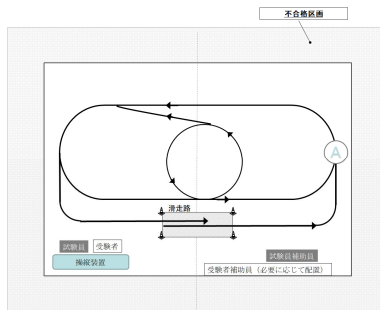 不合格区画
A
滑走路
試験員
受験者
操縦装置
試験員補助員
受験者補助員（必要に応じて配置）